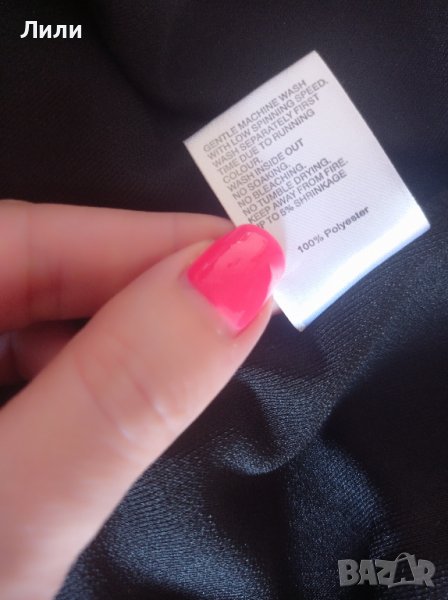 Лили
GENTLE MACHINE WASH
WITH LOW SPINNING SPEED.
WASH SEPARATELY FIRST
TIME DUE TO RUNNING
COLOUR.
WASH INSIDE OUT
NO SOAKING.
NO BLEACHING.
NO TUMBLE DRYING.
KEEP AWAY FROM FIRE.
UP TO 5% SHRINKAGE
100% Polyester
BAZAR